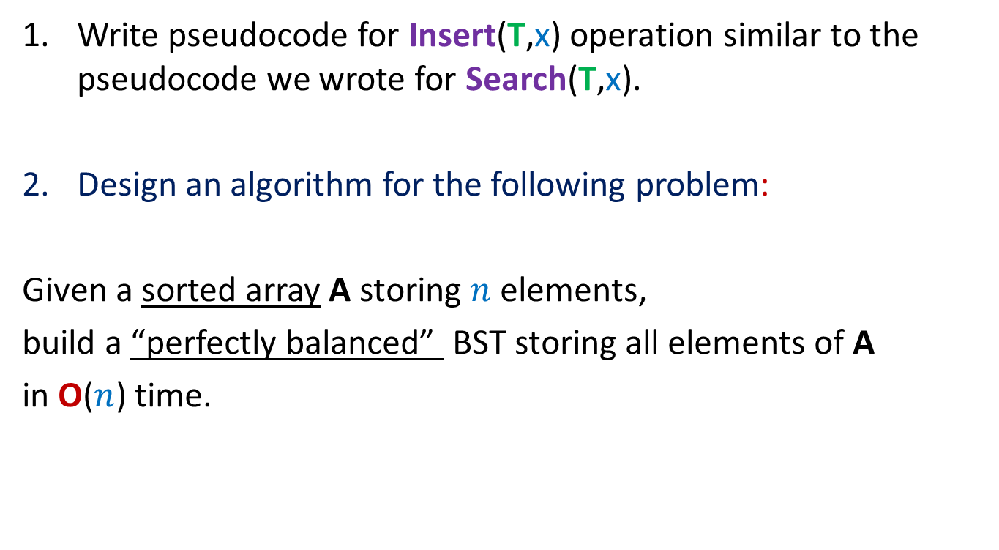 1. Write pseudocode for Insert(T,x) operation similar to the
pseudocode we wrote for Search(T,x).
2. Design an algorithm for the following problem:
Given a sorted array A storing n elements,
build a “perfectly balanced” BST storing all elements of A
in O(n) time.